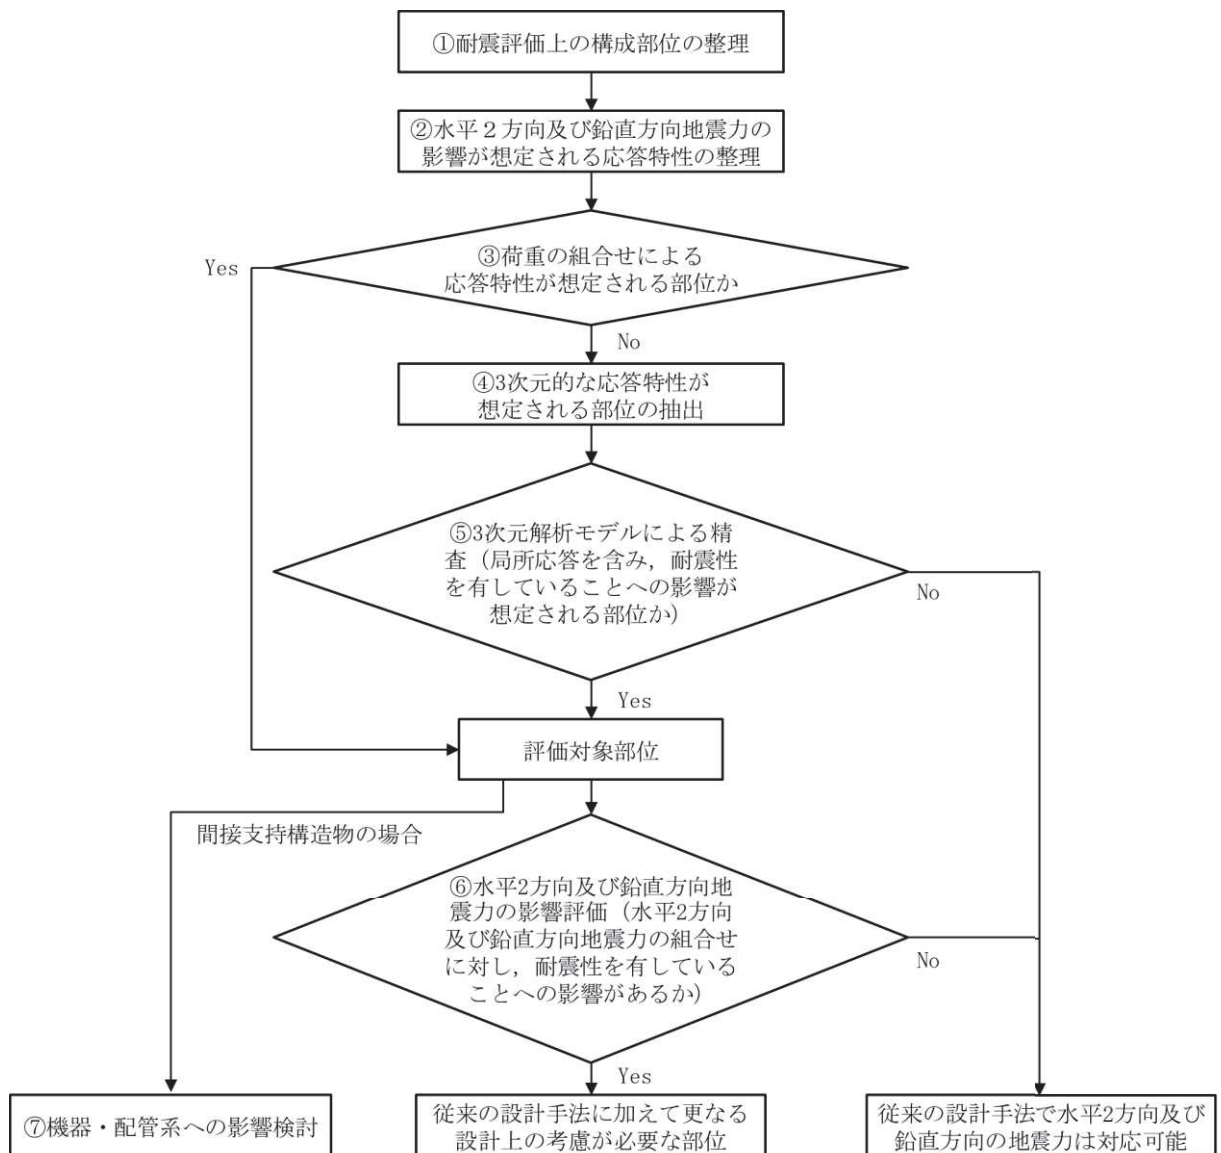 ①耐震評価上の構成部位の整理
②水平２方向及び鉛直方向地震力の
影響が想定される応答特性の整理
③荷重の組合せによる
応答特性が想定される部位か
Yes
No
④3次元的な応答特性が
想定される部位の抽出
⑤3次元解析モデルによる精
査（局所応答を含み，耐震性
を有していることへの影響が
想定される部位か）
No
Yes
評価対象部位
間接支持構造物の場合
⑥水平2方向及び鉛直方向地
震力の影響評価（水平2方向
及び鉛直方向地震力の組合せ
に対し，耐震性を有している
ことへの影響があるか）
No
Yes
⑦機器・配管系への影響検討
従来の設計手法に加えて更なる
設計上の考慮が必要な部位
従来の設計手法で水平2方向及び
鉛直方向の地震力は対応可能